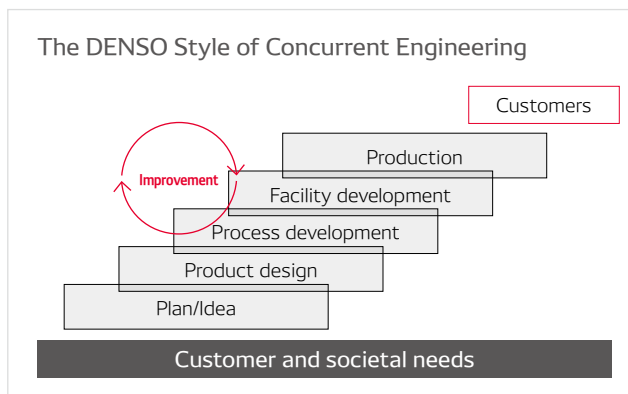 The DENSO Style of Concurrent Engineering
Customers
Production
Improvement
Facility development
Process development
Product design
Plan/Idea
Customer and societal needs